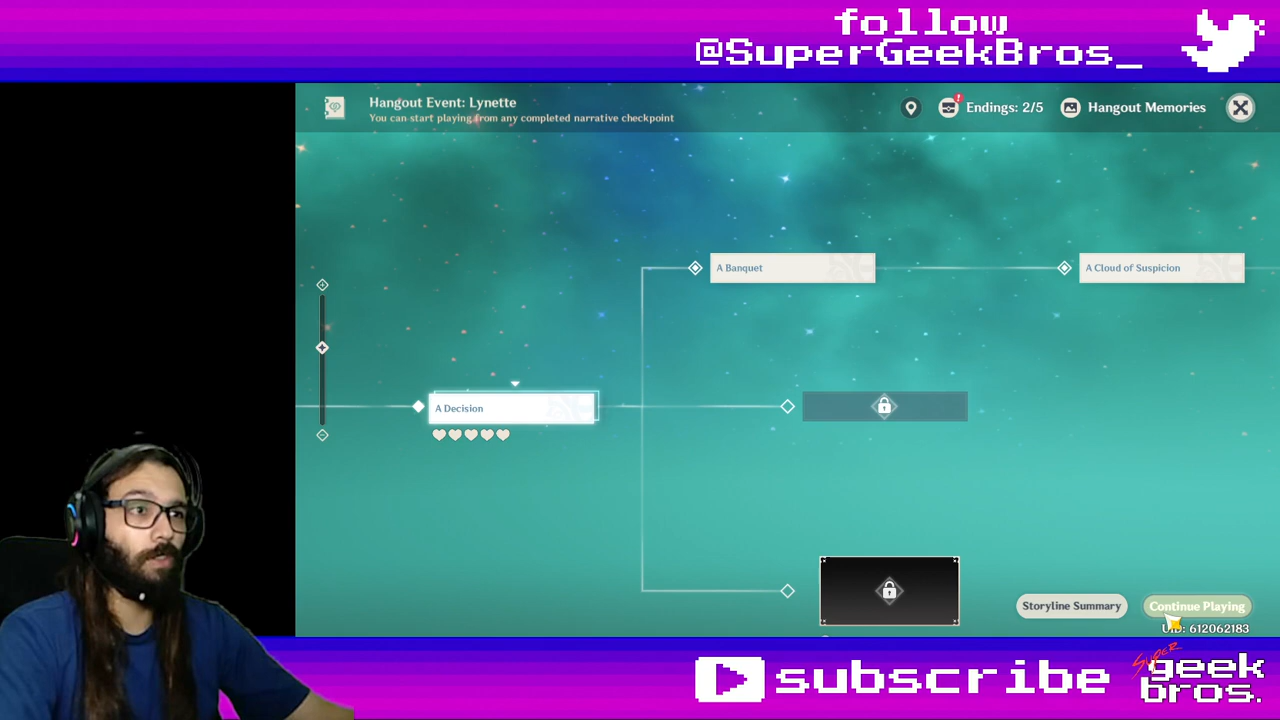 follow
@SuperGeekBros_
Hangout Event: Lynette
You can start playing from any completed narrative checkpoint
Endings: 2/5
Hangout Memories
A Banquet
A Cloud of Suspicion
A Decision
Storyline Summary
Continue Playing
UID: 612062183
subscribe
SUPER
geek
bros.